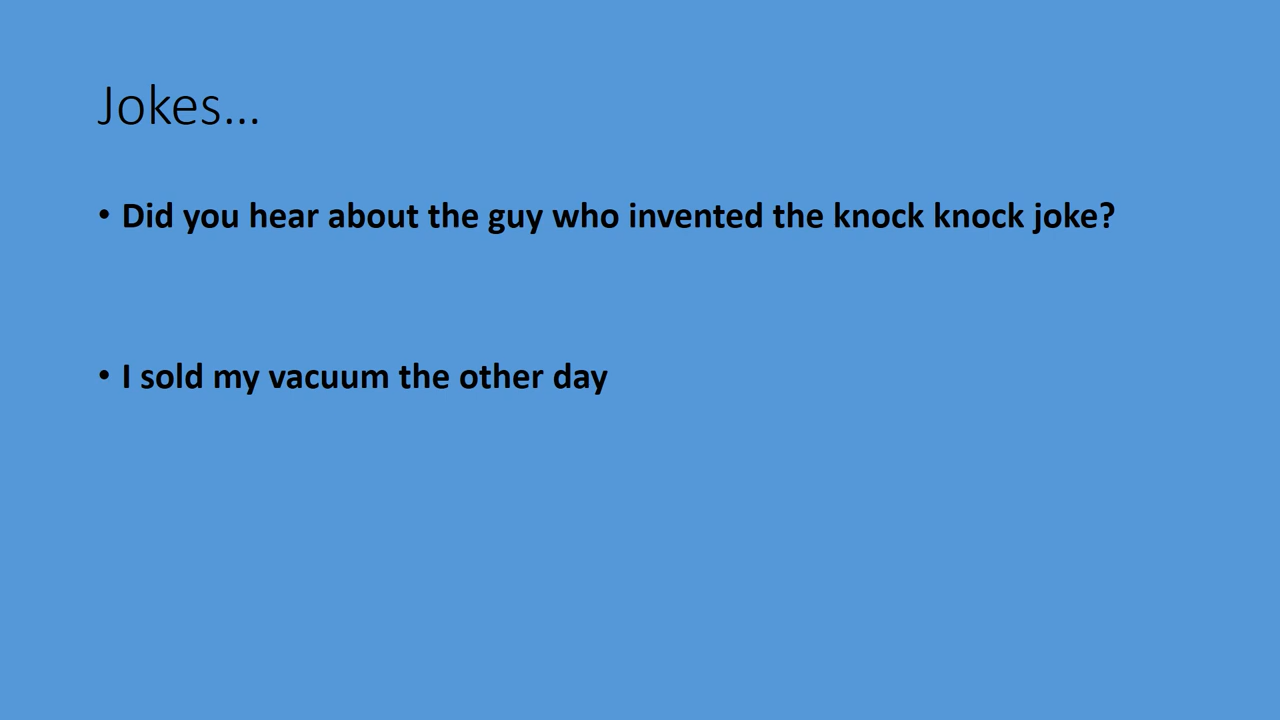 Jokes...
• Did you hear about the guy who invented the knock knock joke?
• I sold my vacuum the other day